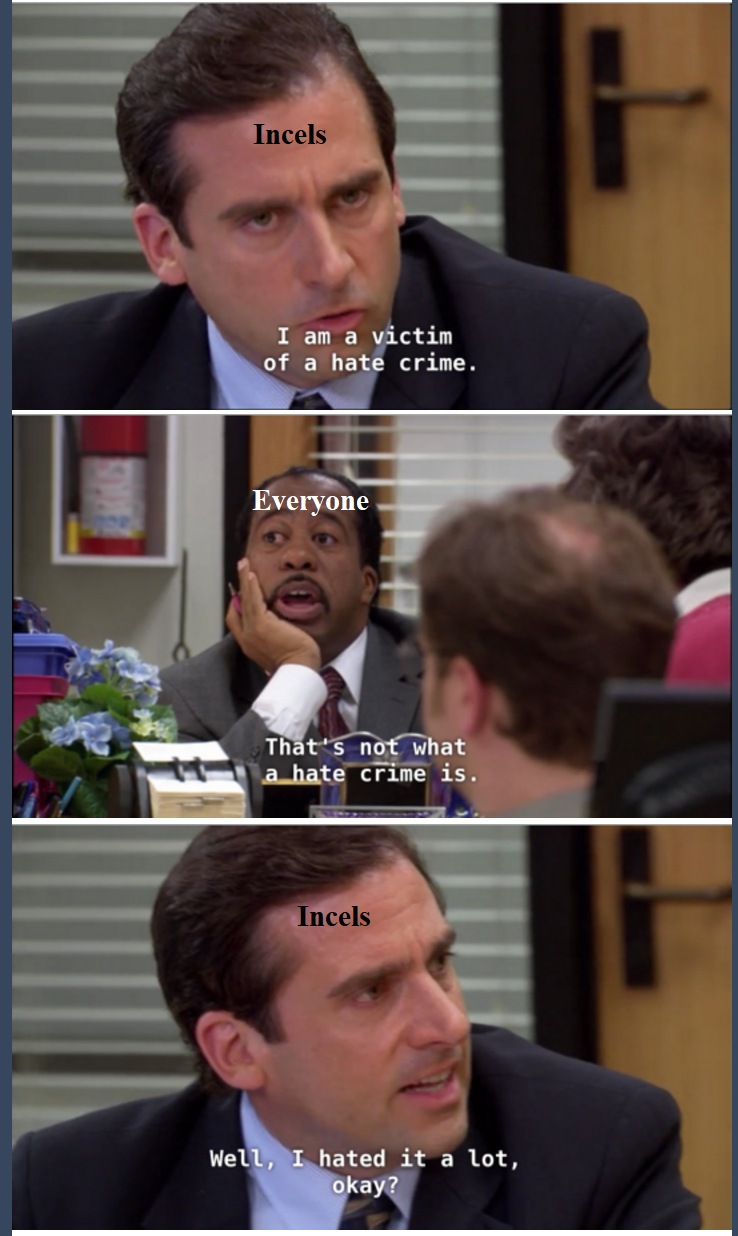 Incels
I am a victim
of a hate crime.
Everyone
That's not what
a hate crime is.
Incels
Well, I hated it a lot,
okay?